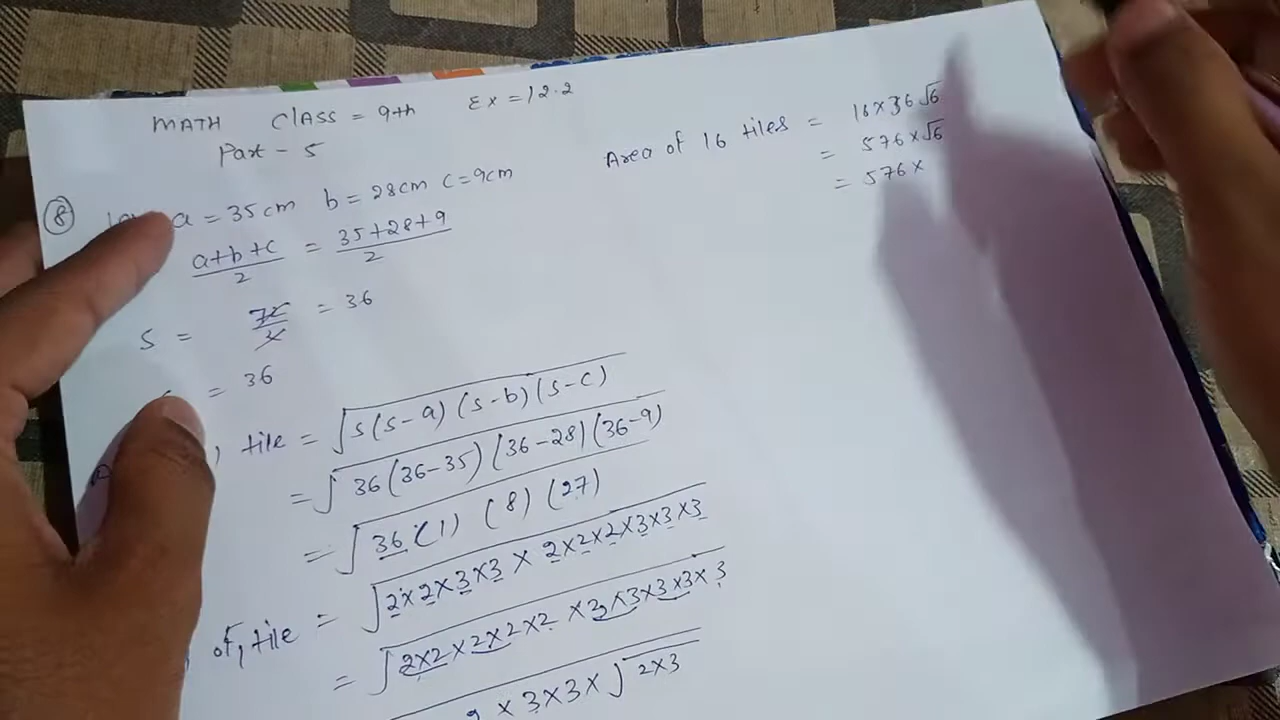 MATH CLASS = 9th Ex = 12.2
Part - 5
⑧ a = 35cm b = 28cm c = 9cm
a+b+c/2 = 35+28+9/2
S = 72/2 = 36
= 36
tile = √s(s-a)(s-b)(s-c)
= √36(36-35)(36-28)(36-9)
= √36(1)(8)(27)
of 1 tile = √2×2×3×3×2×2×2×3×3×3
= √2×2×2×2×2×3×3×3×3×3
2×3×3×√2×3
Area of 16 tiles = 16×36√6
= 576×√6
= 576×